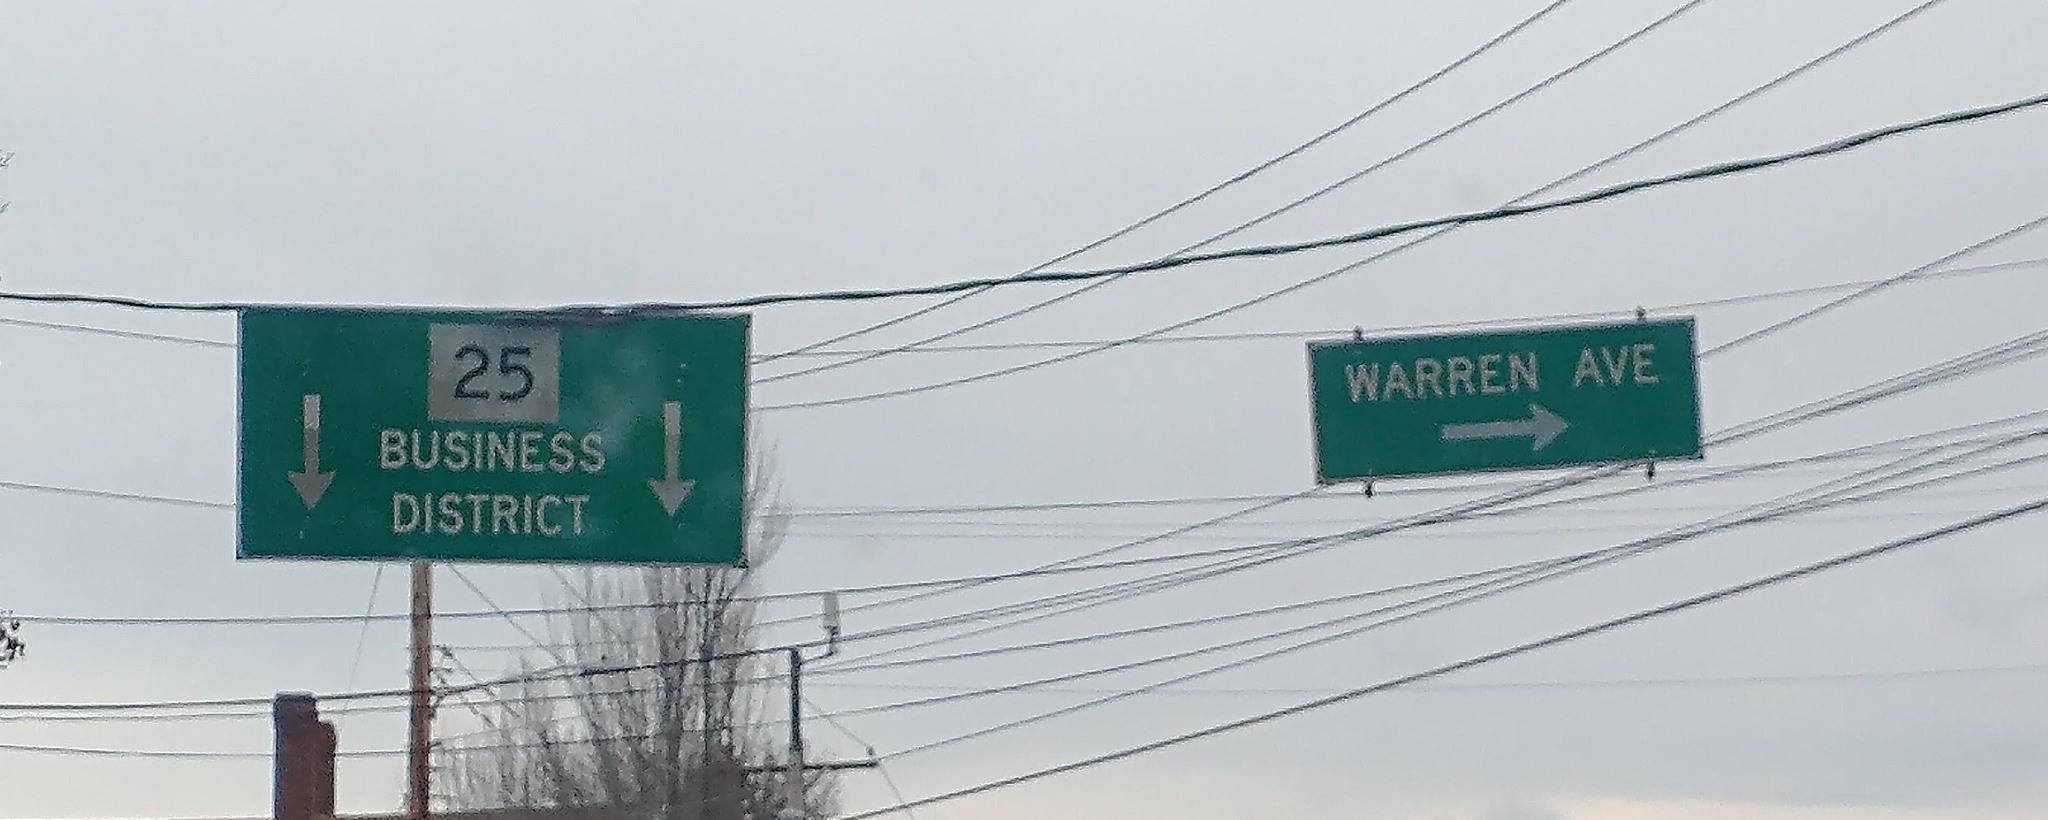 25
BUSINESS
DISTRICT
WARREN AVE